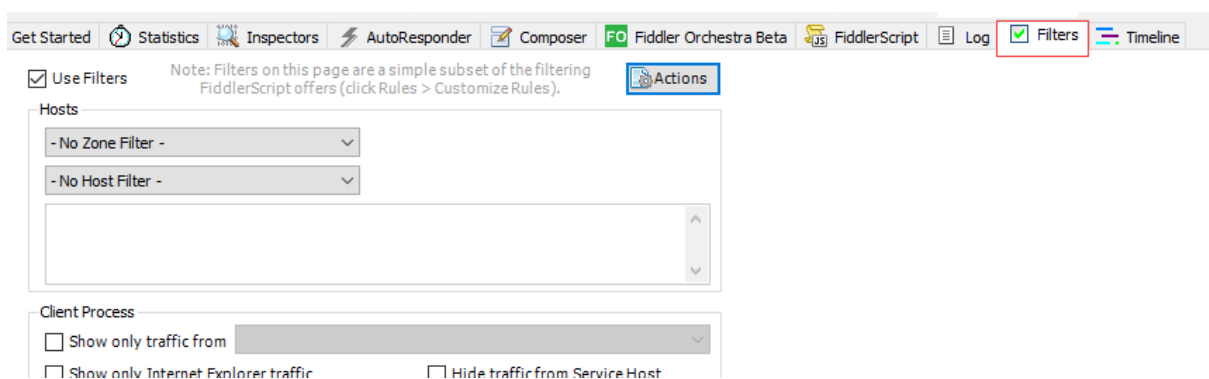 Get Started Statistics Inspectors AutoResponder Composer FO Fiddler Orchestra Beta JS FiddlerScript Log Filters Timeline
Use Filters
Note: Filters on this page are a simple subset of the filtering
FiddlerScript offers (click Rules > Customize Rules).
Actions
Hosts
- No Zone Filter -
- No Host Filter -
Client Process
Show only traffic from
Show only Internet Explorer traffic Hide traffic from Service Host